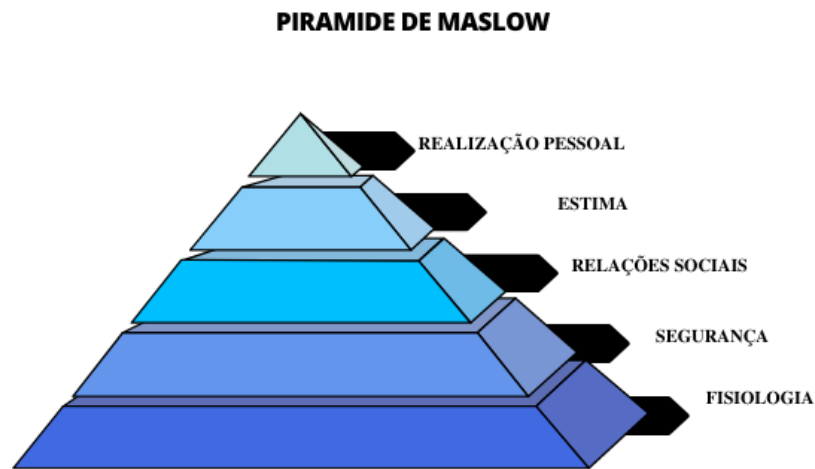 PIRAMIDE DE MASLOW
REALIZAÇÃO PESSOAL
ESTIMA
RELAÇÕES SOCIAIS
SEGURANÇA
FISIOLOGIA